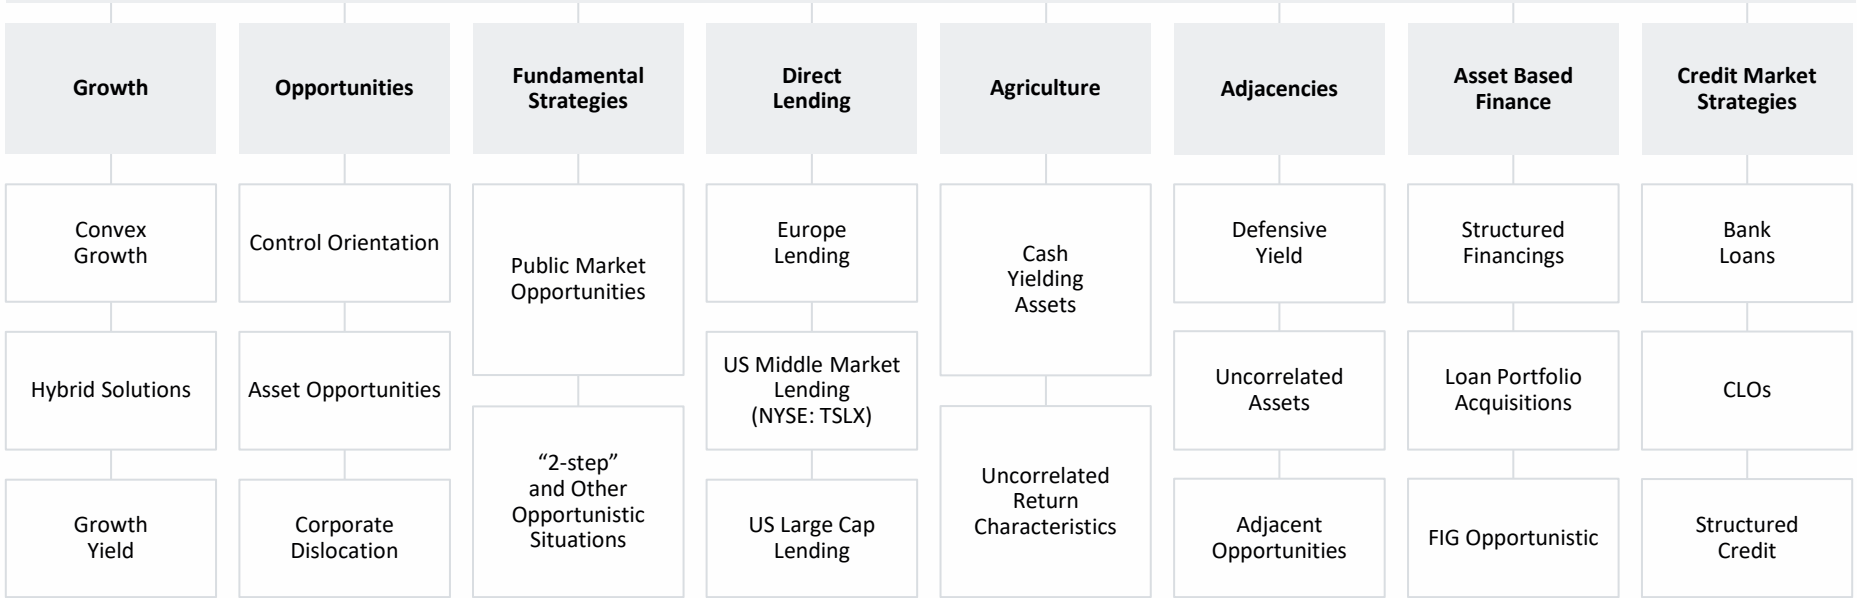 Growth
Opportunities
Fundamental
Strategies
Direct
Lending
Agriculture
Adjacencies
Asset Based
Finance
Credit Market
Strategies
Convex
Growth
Hybrid Solutions
Growth
Yield
Control Orientation
Asset Opportunities
Corporate
Dislocation
Public Market
Opportunities
“2-step”
and Other
Opportunistic
Situations
Europe
Lending
US Middle Market
Lending
(NYSE: TSLX)
US Large Cap
Lending
Cash
Yielding
Assets
Uncorrelated
Return
Characteristics
Defensive
Yield
Uncorrelated
Assets
Adjacent
Opportunities
Structured
Financings
Loan Portfolio
Acquisitions
FIG Opportunistic
Bank
Loans
CLOs
Structured
Credit